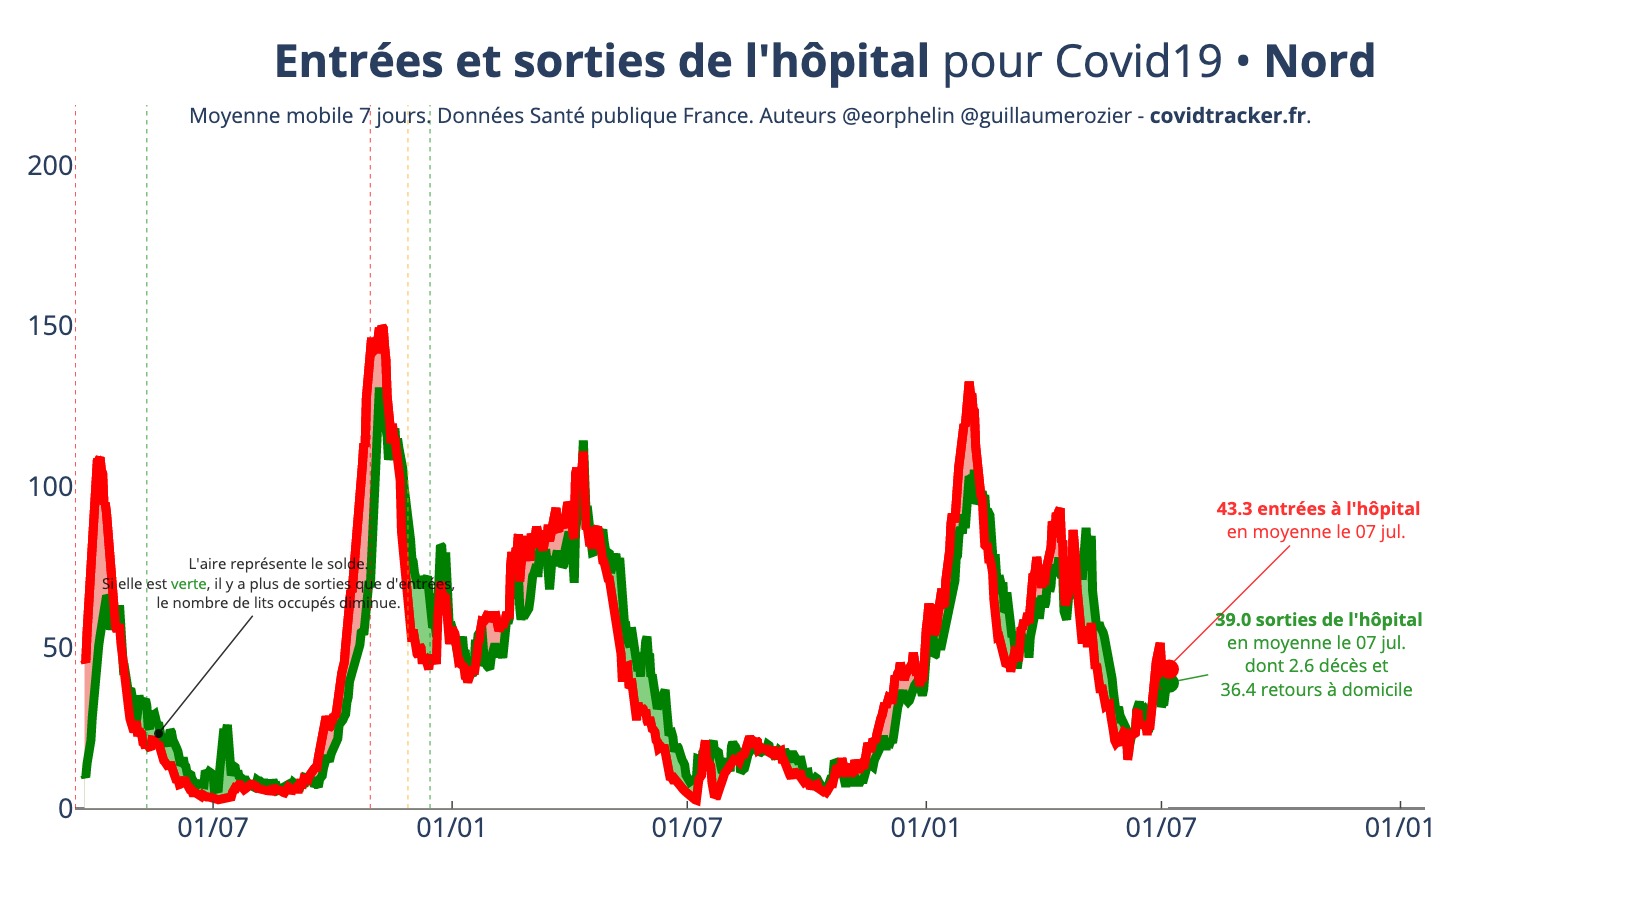 Entrées et sorties de l'hôpital pour Covid19 • Nord
Moyenne mobile 7 jours. Données Santé publique France. Auteurs @eorphelin @guillaumerozier - covidtracker.fr.
200
150
100
50
0
L'aire représente le solde.
Si elle est verte, il y a plus de sorties que d'entrées,
le nombre de lits occupés diminue.
43.3 entrées à l'hôpital
en moyenne le 07 jul.
39.0 sorties de l'hôpital
en moyenne le 07 jul.
dont 2.6 décès et
36.4 retours à domicile
01/07
01/01
01/07
01/01
01/07
01/01